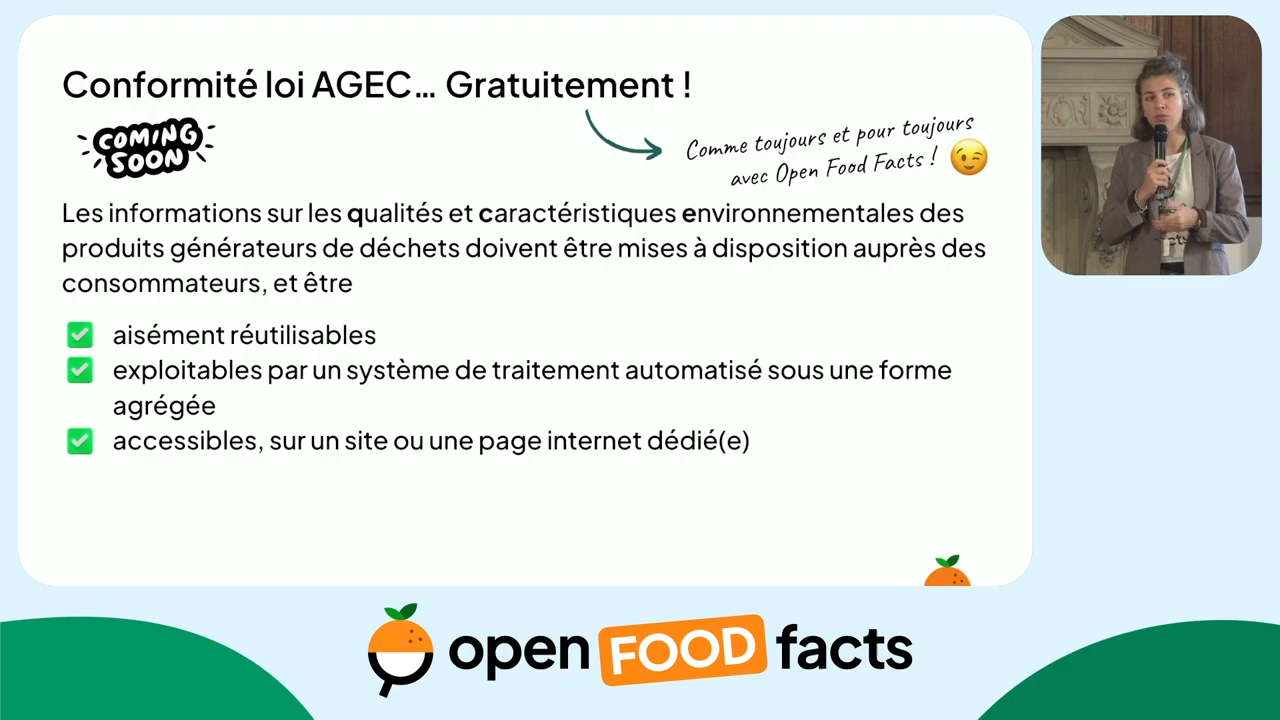 Conformité loi AGEC... Gratuitement !
COMING
SOON
Comme toujours et pour toujours
avec Open Food Facts !
Les informations sur les qualités et caractéristiques environnementales des
produits générateurs de déchets doivent être mises à disposition auprès des
consommateurs, et être
aisément réutilisables
exploitables par un système de traitement automatisé sous une forme
agrégée
accessibles, sur un site ou une page internet dédié(e)
open FOOD facts